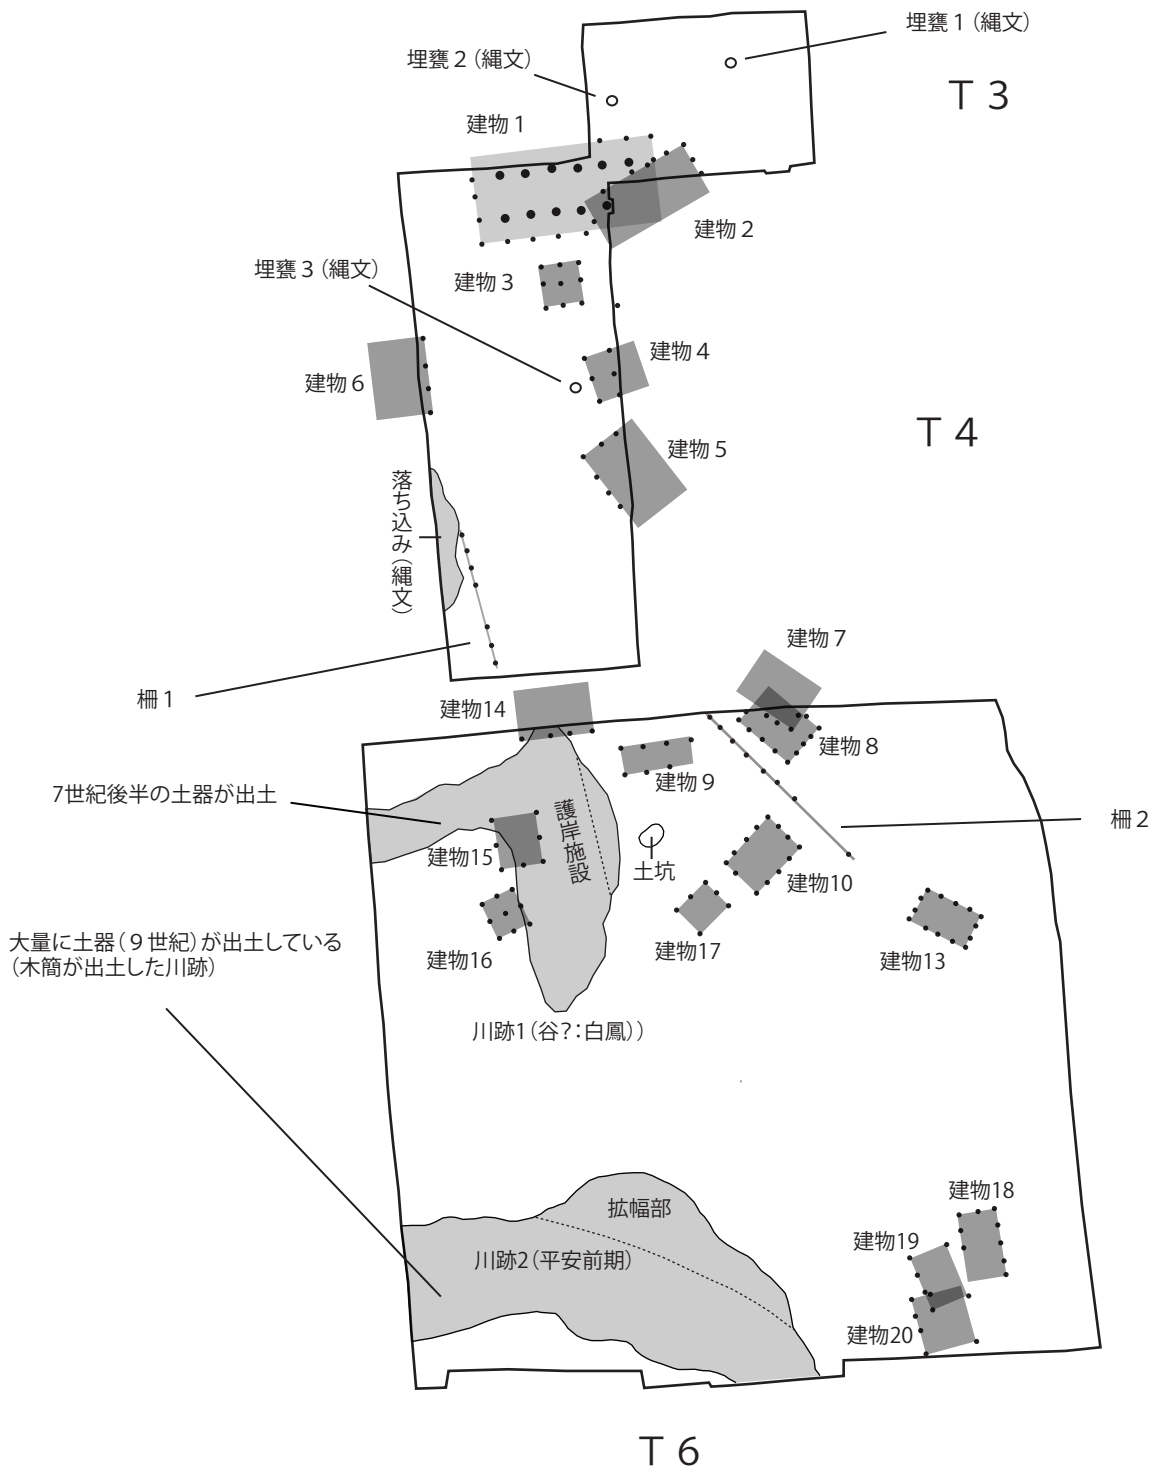 埋甕１（縄文）
埋甕２（縄文）
Ｔ３
建物１
建物２
埋甕３（縄文）
建物３
建物４
建物６
Ｔ４
建物５
落ち込み（縄文）
建物７
柵１
建物14
建物８
建物９
7世紀後半の土器が出土
護岸施設
柵２
建物15
土坑
建物10
大量に土器（９世紀）が出土している
（木簡が出土した川跡）
建物16
建物17
建物13
川跡1（谷？：白鳳））
建物18
拡幅部
建物19
川跡2（平安前期）
建物20
Ｔ６